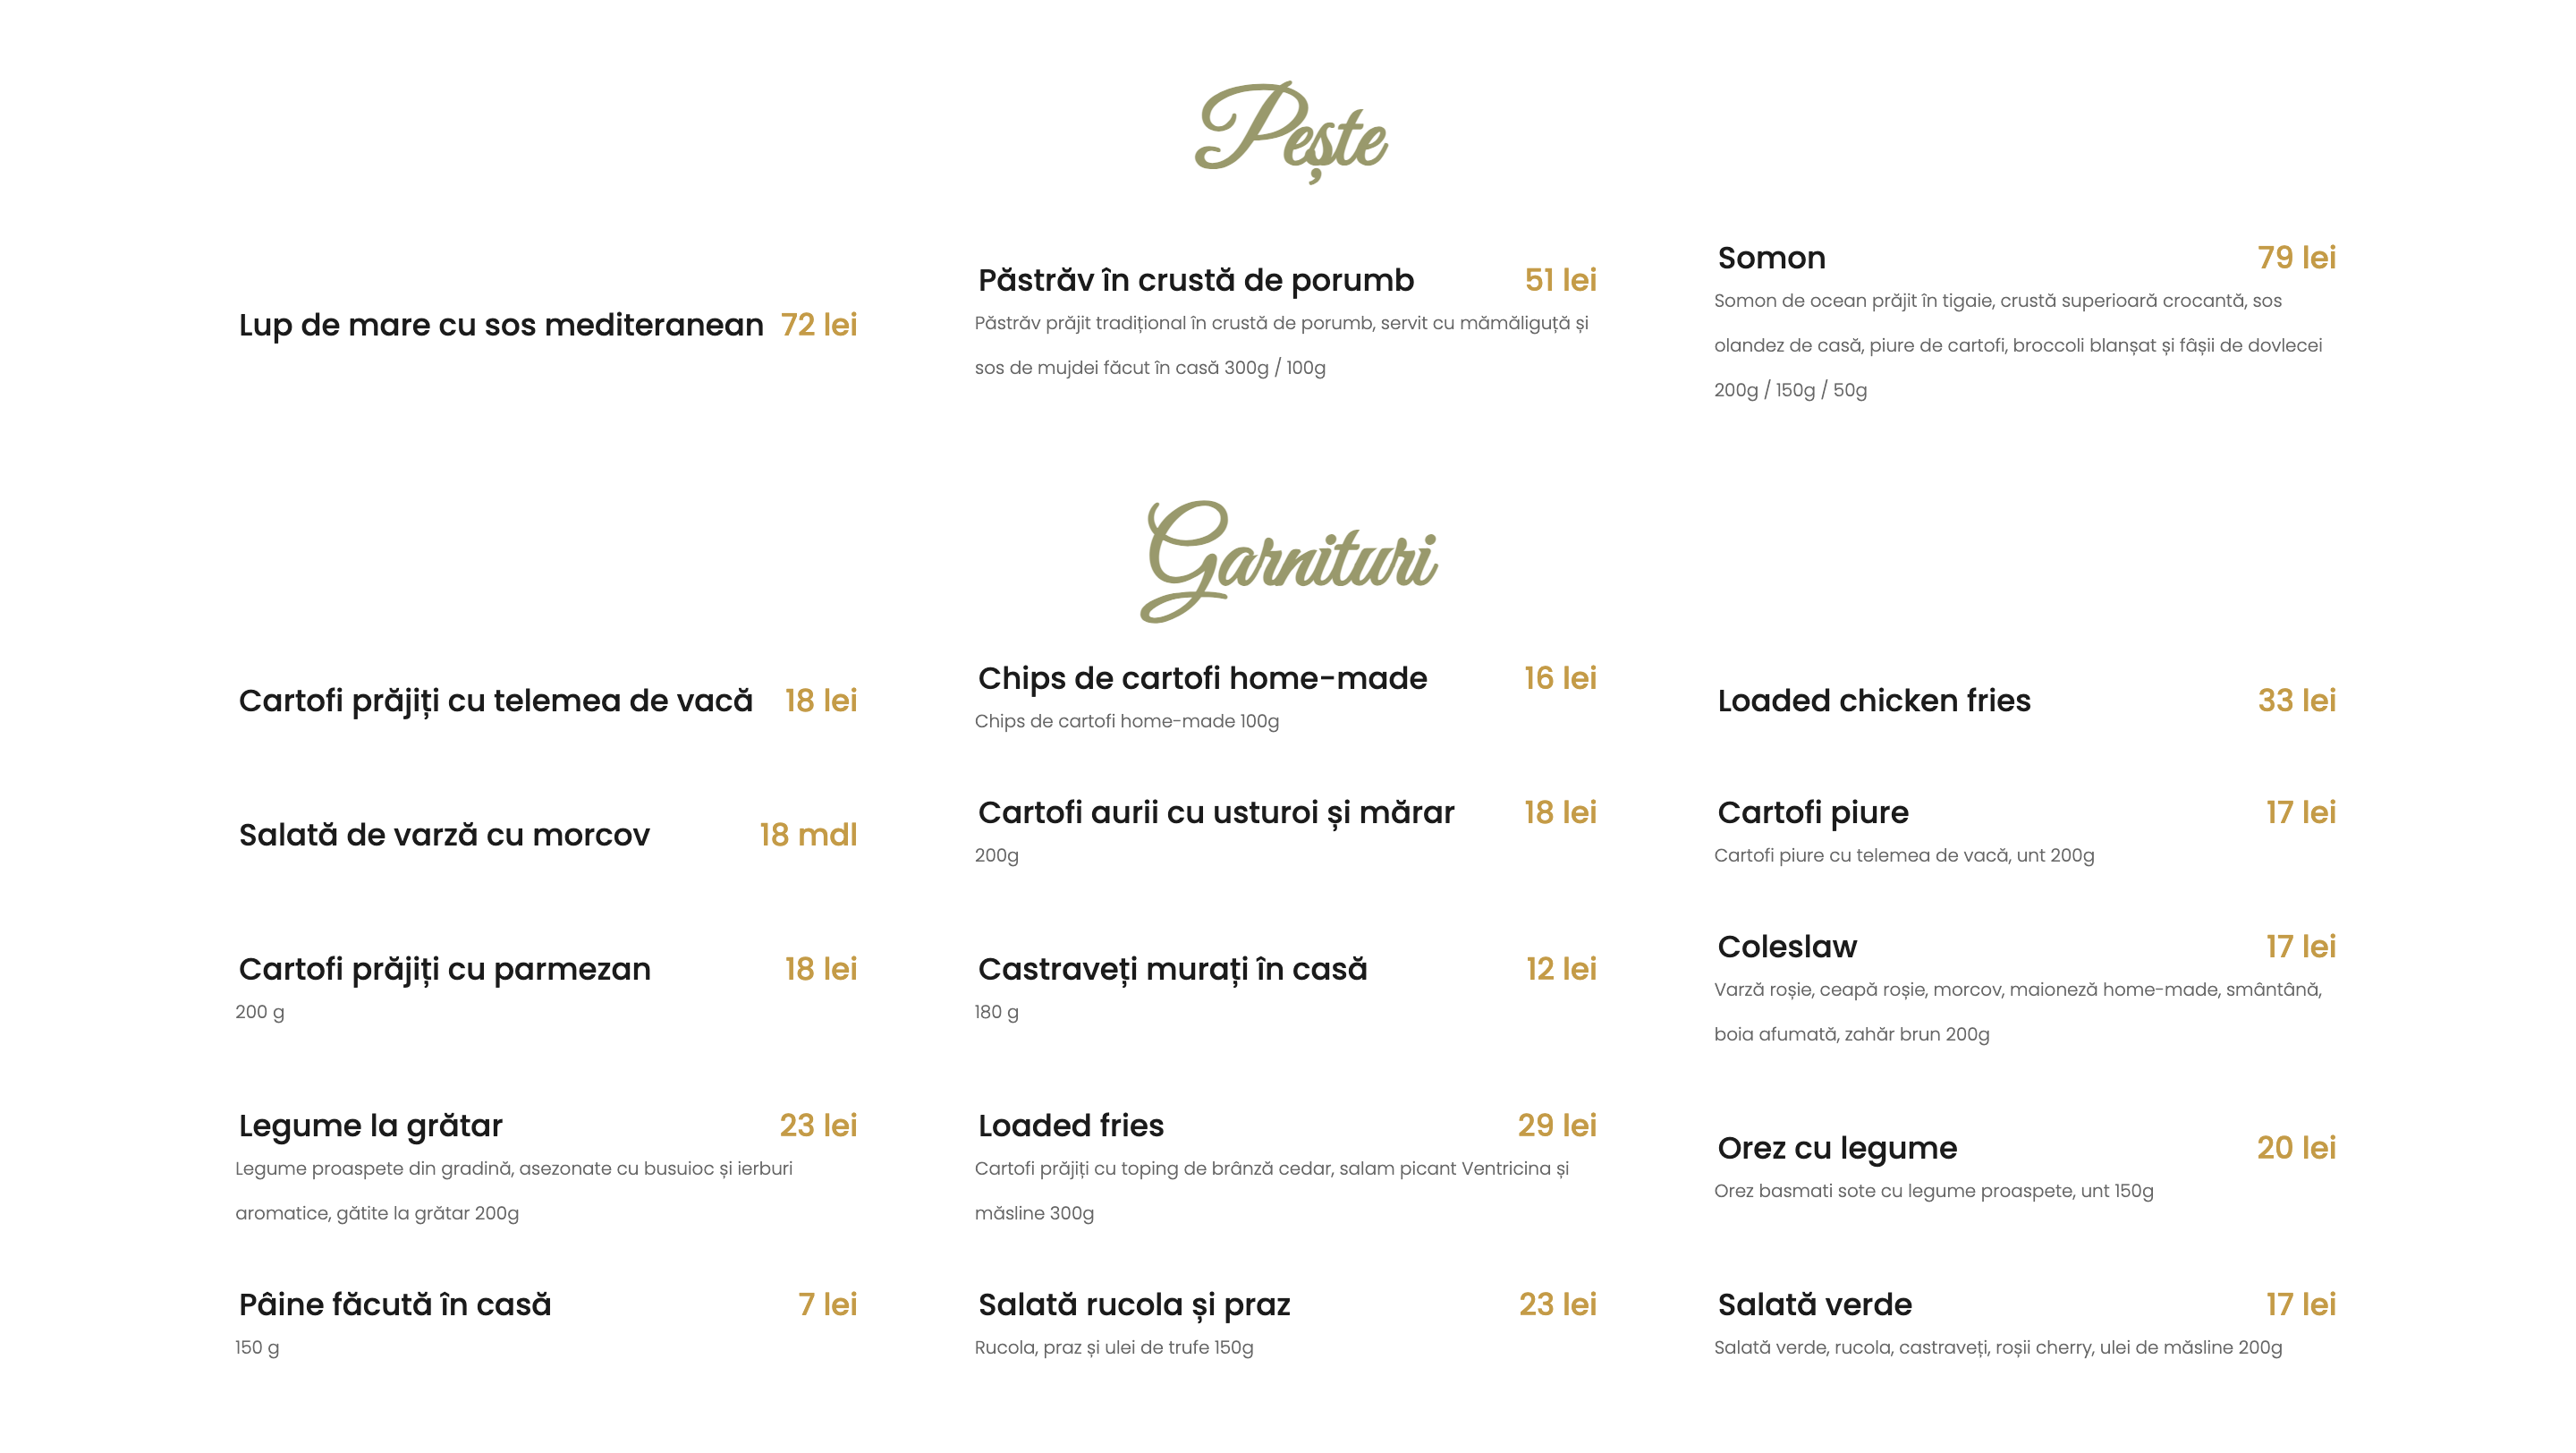 Pește
Lup de mare cu sos mediteranean 72 lei
Păstrăv în crustă de porumb 51 lei
Păstrăv prăjit tradițional în crustă de porumb, servit cu mămăliguță și
sos de mujdei făcut în casă 300g / 100g
Somon 79 lei
Somon de ocean prăjit în tigaie, crustă superioară crocantă, sos
olandez de casă, piure de cartofi, broccoli blanșat și fâșii de dovlecei
200g / 150g / 50g
Garnituri
Cartofi prăjiți cu telemea de vacă 18 lei
Chips de cartofi home-made 16 lei
Chips de cartofi home-made 100g
Loaded chicken fries 33 lei
Salată de varză cu morcov 18 mdl
Cartofi aurii cu usturoi și mărar 18 lei
200g
Cartofi piure 17 lei
Cartofi piure cu telemea de vacă, unt 200g
Cartofi prăjiți cu parmezan 18 lei
200 g
Castraveți murați în casă 12 lei
180 g
Coleslaw 17 lei
Varză roșie, ceapă roșie, morcov, maioneză home-made, smântână,
boia afumată, zahăr brun 200g
Legume la grătar 23 lei
Legume proaspete din gradină, asezonate cu busuioc și ierburi
aromatice, gătite la grătar 200g
Loaded fries 29 lei
Cartofi prăjiți cu toping de brânză cedar, salam picant Ventricina și
măsline 300g
Orez cu legume 20 lei
Orez basmati sote cu legume proaspete, unt 150g
Pâine făcută în casă 7 lei
150 g
Salată rucola și praz 23 lei
Rucola, praz și ulei de trufe 150g
Salată verde 17 lei
Salată verde, rucola, castraveți, roșii cherry, ulei de măsline 200g